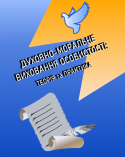 ДУХОВНО-МОРАЛЬНЕ
ВИХОВАННЯ ОСОБИСТОСТІ:
ТЕОРІЯ ТА ПРАКТИКА